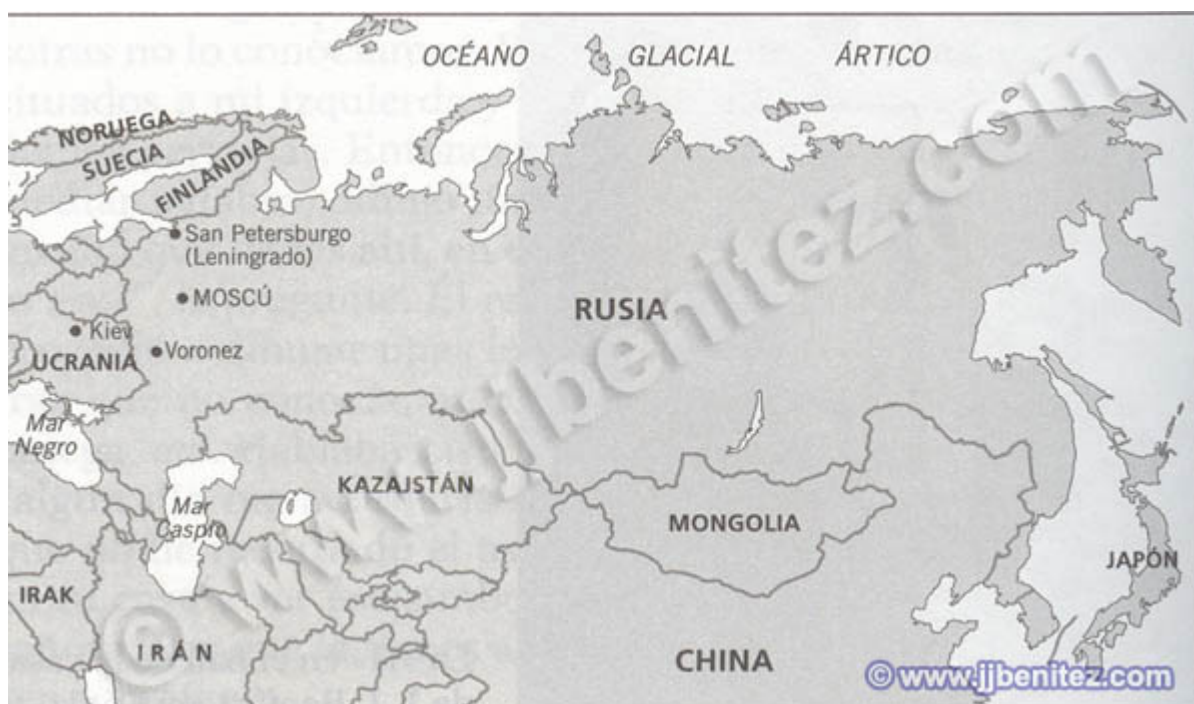 OCÉANO GLACIAL ÁRTICO
NORUEGA
SUECIA
FINLANDIA
San Petersburgo
(Leningrado)
MOSCÚ
RUSIA
Kiev
UCRANIA
Voronez
Mar
Negro
KAZAJSTÁN
Mar
Caspio
MONGOLIA
JAPÓN
IRAK
IRÁN
CHINA
© www.jjbenitez.com
© www.jjbenitez.com